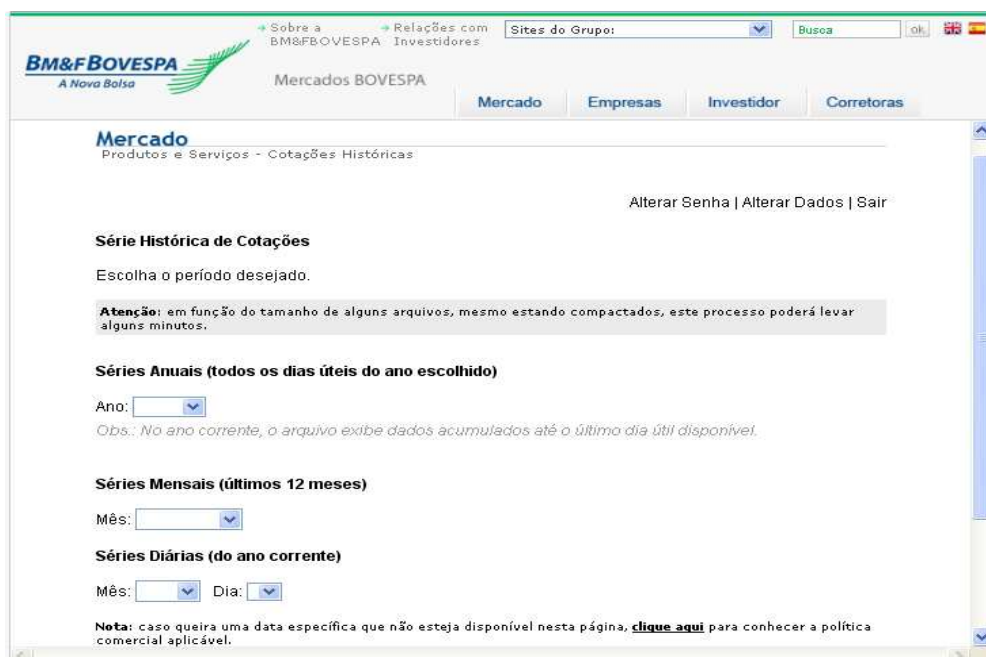 Sobre a BM&FBOVESPA
Relações com Investidores
Sites do Grupo:
Busca
ok
BM&FBOVESPA
A Nova Bolsa
Mercados BOVESPA
Mercado Empresas Investidor Corretoras
Mercado
Produtos e Serviços - Cotações Históricas
Alterar Senha | Alterar Dados | Sair
Série Histórica de Cotações
Escolha o período desejado.
Atenção: em função do tamanho de alguns arquivos, mesmo estando compactados, este processo poderá levar
alguns minutos.
Séries Anuais (todos os dias úteis do ano escolhido)
Ano:
Obs.: No ano corrente, o arquivo exibe dados acumulados até o último dia útil disponível.
Séries Mensais (últimos 12 meses)
Mês:
Séries Diárias (do ano corrente)
Mês: Dia:
Nota: caso queira uma data específica que não esteja disponível nesta página, clique aqui para conhecer a política
comercial aplicável.